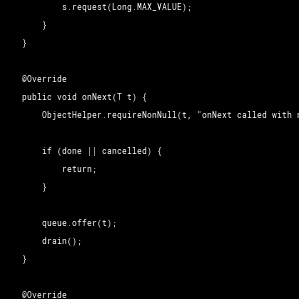 s.request(Long.MAX_VALUE);
}
}
@Override
public void onNext(T t) {
ObjectHelper.requireNonNull(t, "onNext called with
if (done || cancelled) {
return;
}
queue.offer(t);
drain();
}
@Override